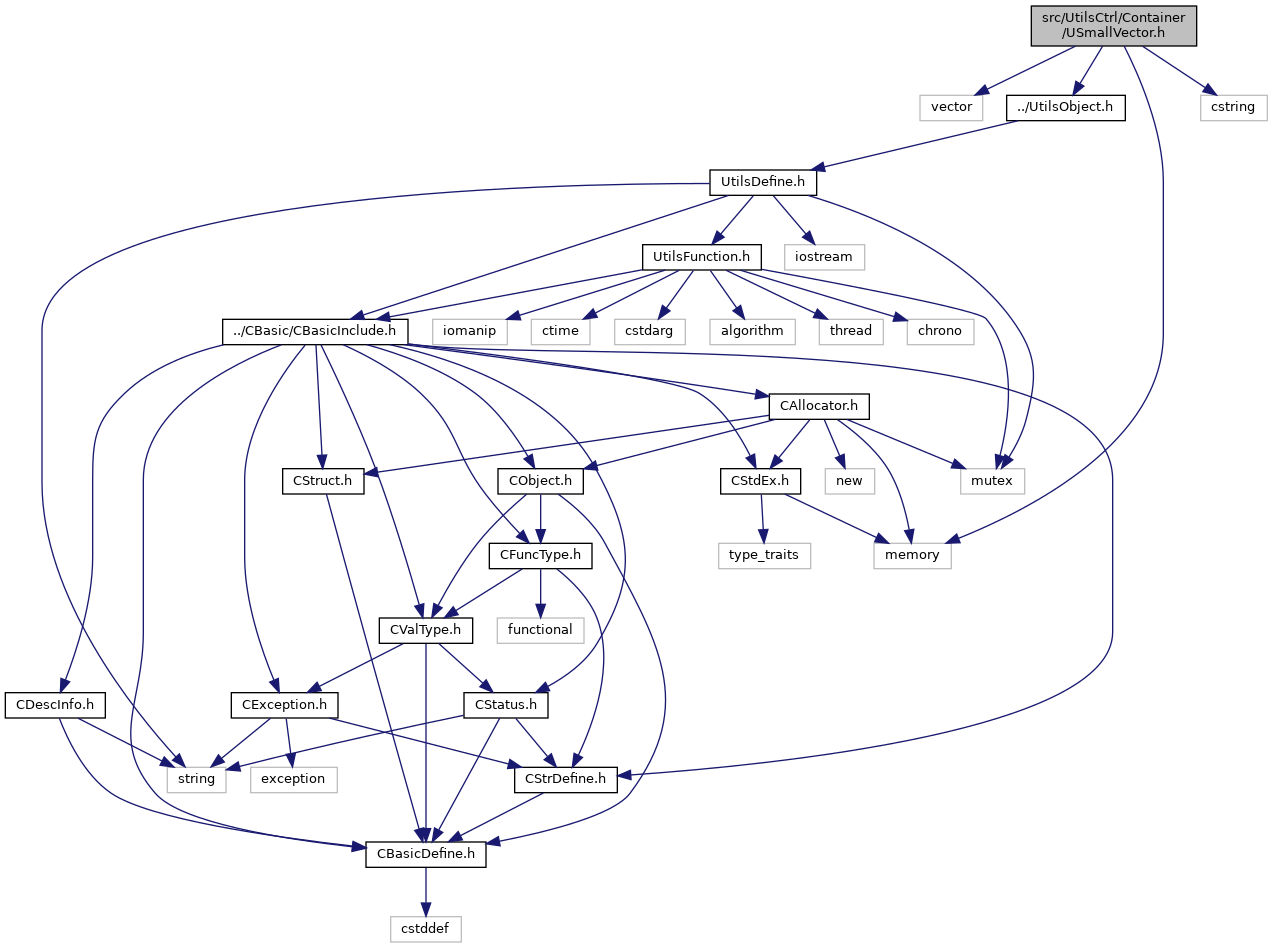 src/UtilsCtrl/Container
/USmallVector.h
vector
../UtilsObject.h
cstring
UtilsDefine.h
UtilsFunction.h
iostream
../CBasic/CBasicInclude.h
iomanip
ctime
cstdarg
algorithm
thread
chrono
CAllocator.h
CStruct.h
CObject.h
CStdEx.h
new
mutex
CFuncType.h
type_traits
memory
CValType.h
functional
CDescInfo.h
CException.h
CStatus.h
string
exception
CStrDefine.h
CBasicDefine.h
cstddef